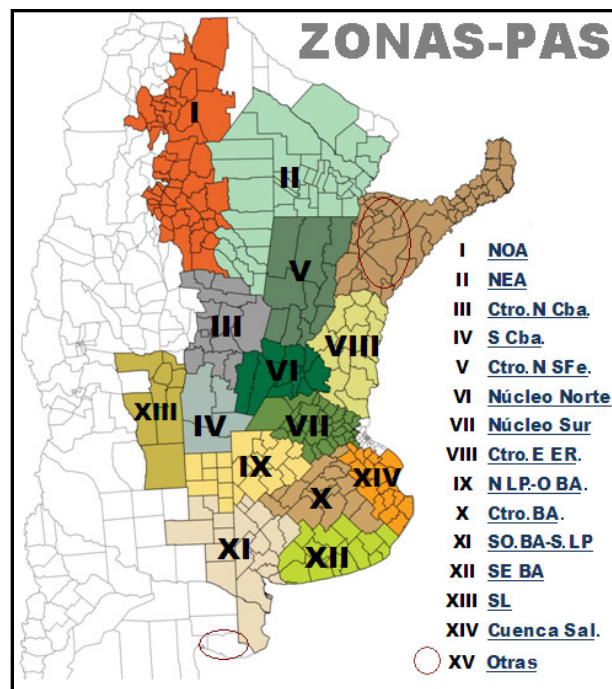 ZONAS-PAS
I
II
V
III
VIII
VI
XIII
IV
VII
IX
XIV
X
XI
XII
I NOA
II NEA
III Ctro.N Cba.
IV S Cba.
V Ctro.N SFe.
VI Núcleo Norte
VII Núcleo Sur
VIII Ctro.E ER.
IX N LP.-O BA.
X Ctro.BA.
XI SO.BA-S.LP
XII SE BA
XIII SL
XIV Cuenca Sal.
XV Otras